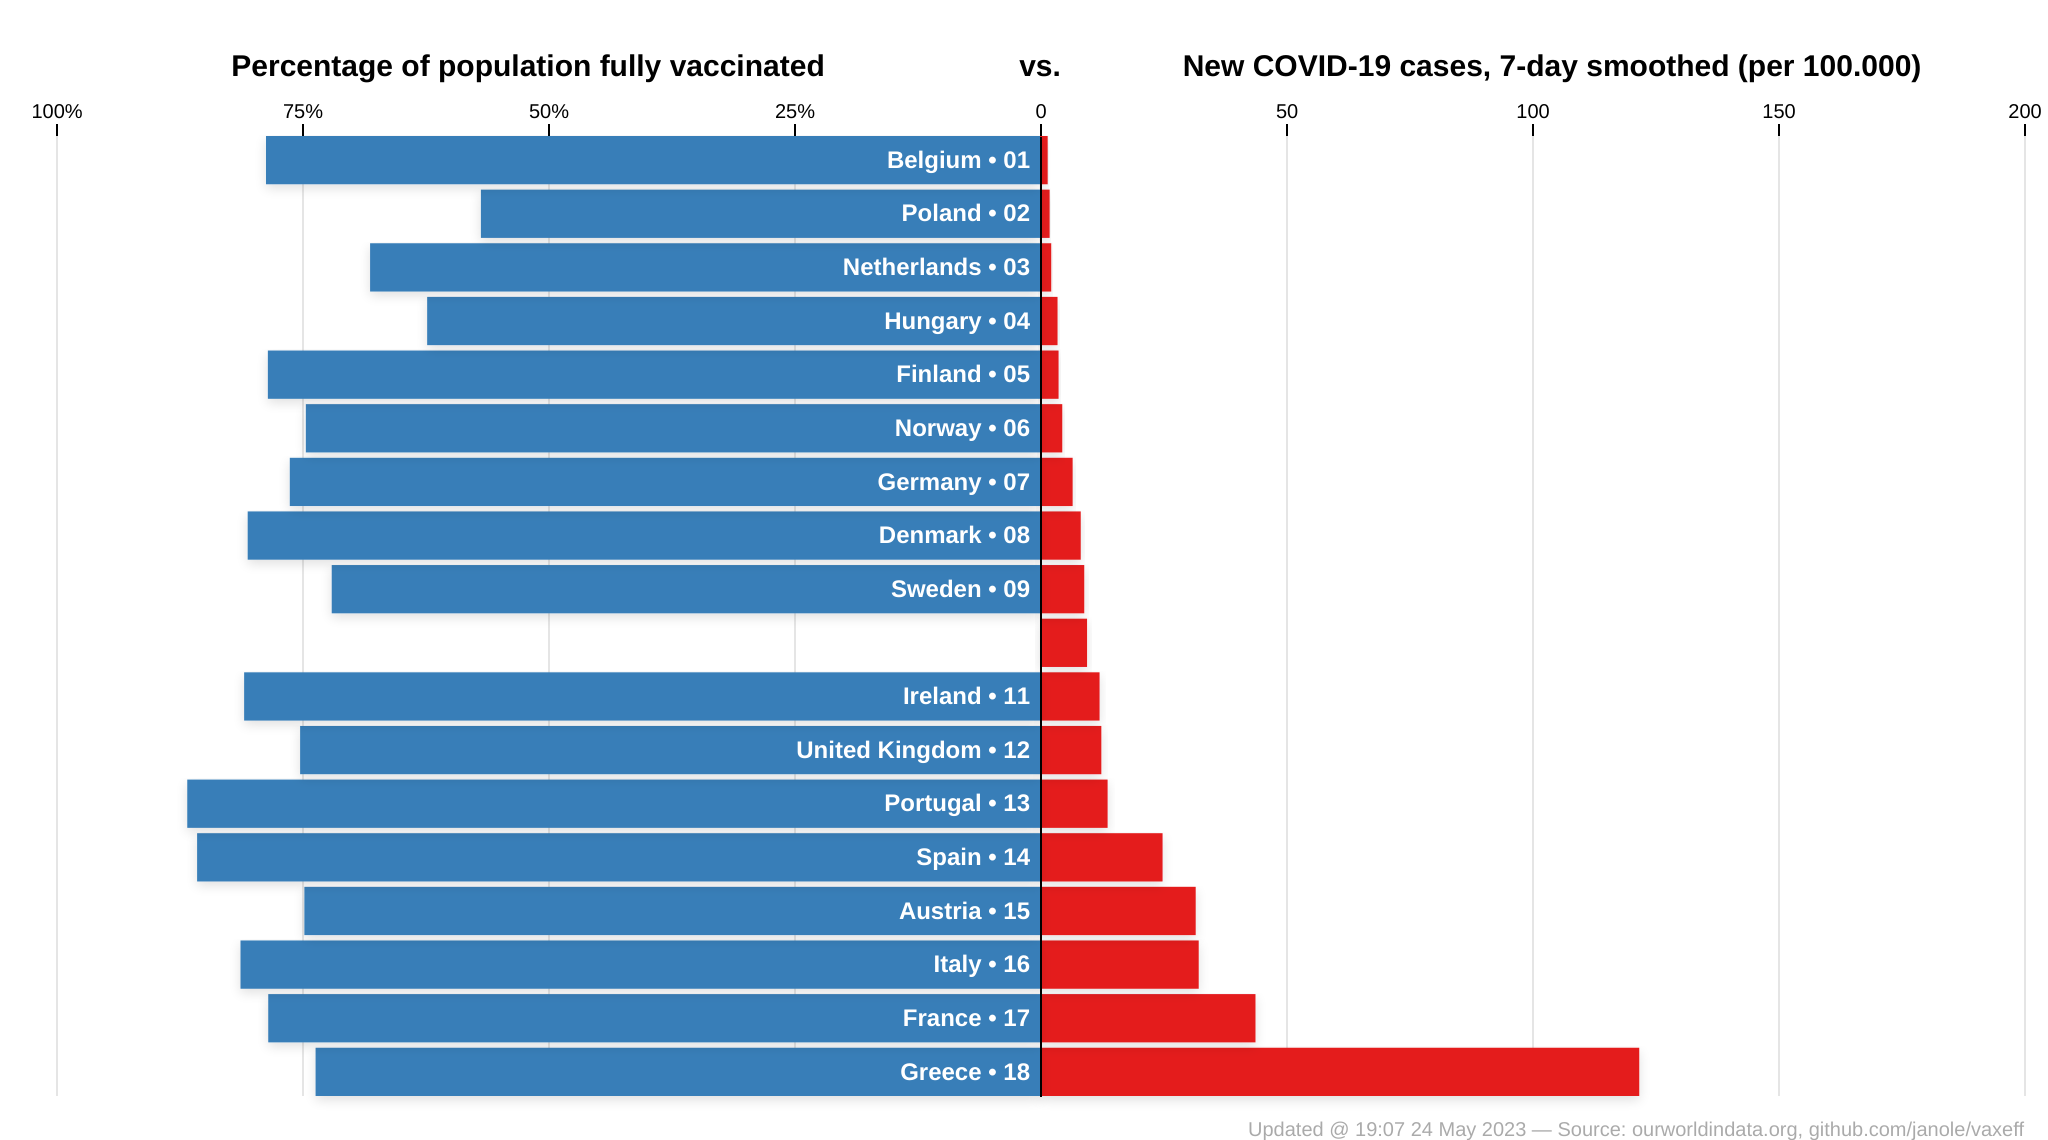 Percentage of population fully vaccinated vs. New COVID-19 cases, 7-day smoothed (per 100.000)
100% 75% 50% 25% 0 50 100 150 200
Belgium • 01
Poland • 02
Netherlands • 03
Hungary • 04
Finland • 05
Norway • 06
Germany • 07
Denmark • 08
Sweden • 09
Ireland • 11
United Kingdom • 12
Portugal • 13
Spain • 14
Austria • 15
Italy • 16
France • 17
Greece • 18
Updated @ 19:07 24 May 2023 — Source: ourworldindata.org, github.com/janole/vaxeff